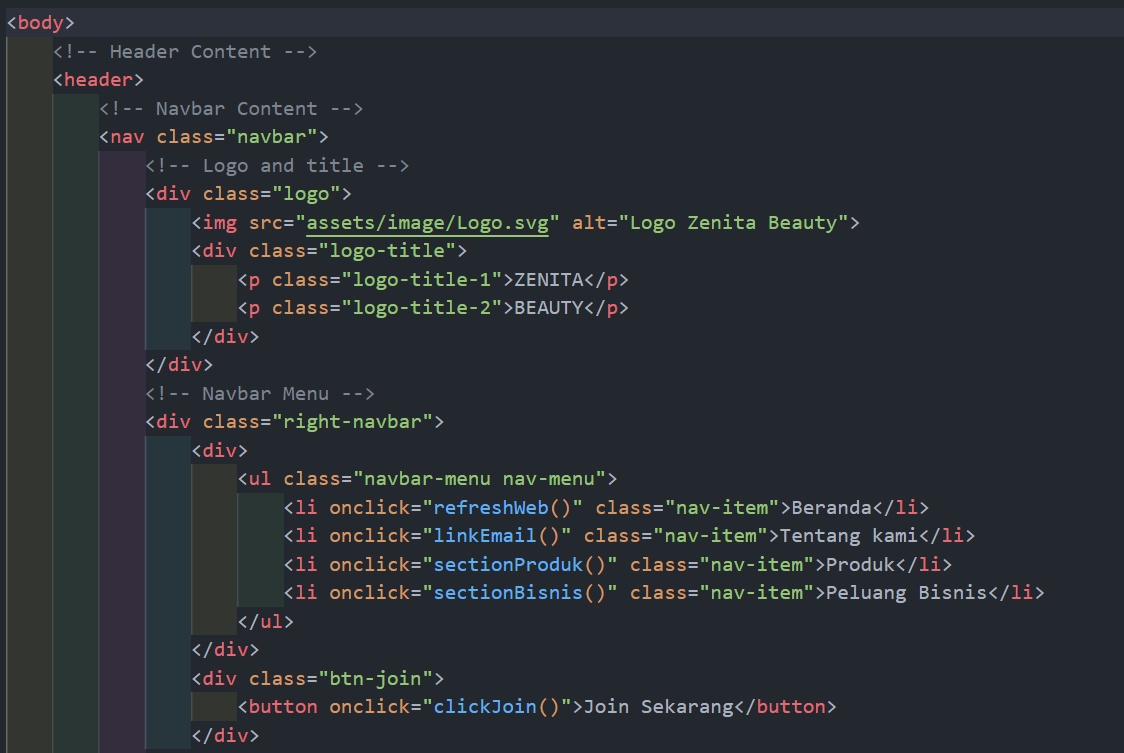 <body>
<!-- Header Content -->
<header>
<!-- Navbar Content -->
<nav class="navbar">
<!-- Logo and title -->
<div class="logo">
<img src="assets/image/Logo.svg" alt="Logo Zenita Beauty">
<div class="logo-title">
<p class="logo-title-1">ZENITA</p>
<p class="logo-title-2">BEAUTY</p>
</div>
</div>
<!-- Navbar Menu -->
<div class="right-navbar">
<div>
<ul class="navbar-menu nav-menu">
<li onclick="refreshWeb()" class="nav-item">Beranda</li>
<li onclick="linkEmail()" class="nav-item">Tentang kami</li>
<li onclick="sectionProduk()" class="nav-item">Produk</li>
<li onclick="sectionBisnis()" class="nav-item">Peluang Bisnis</li>
</ul>
</div>
<div class="btn-join">
<button onclick="clickJoin()">Join Sekarang</button>
</div>